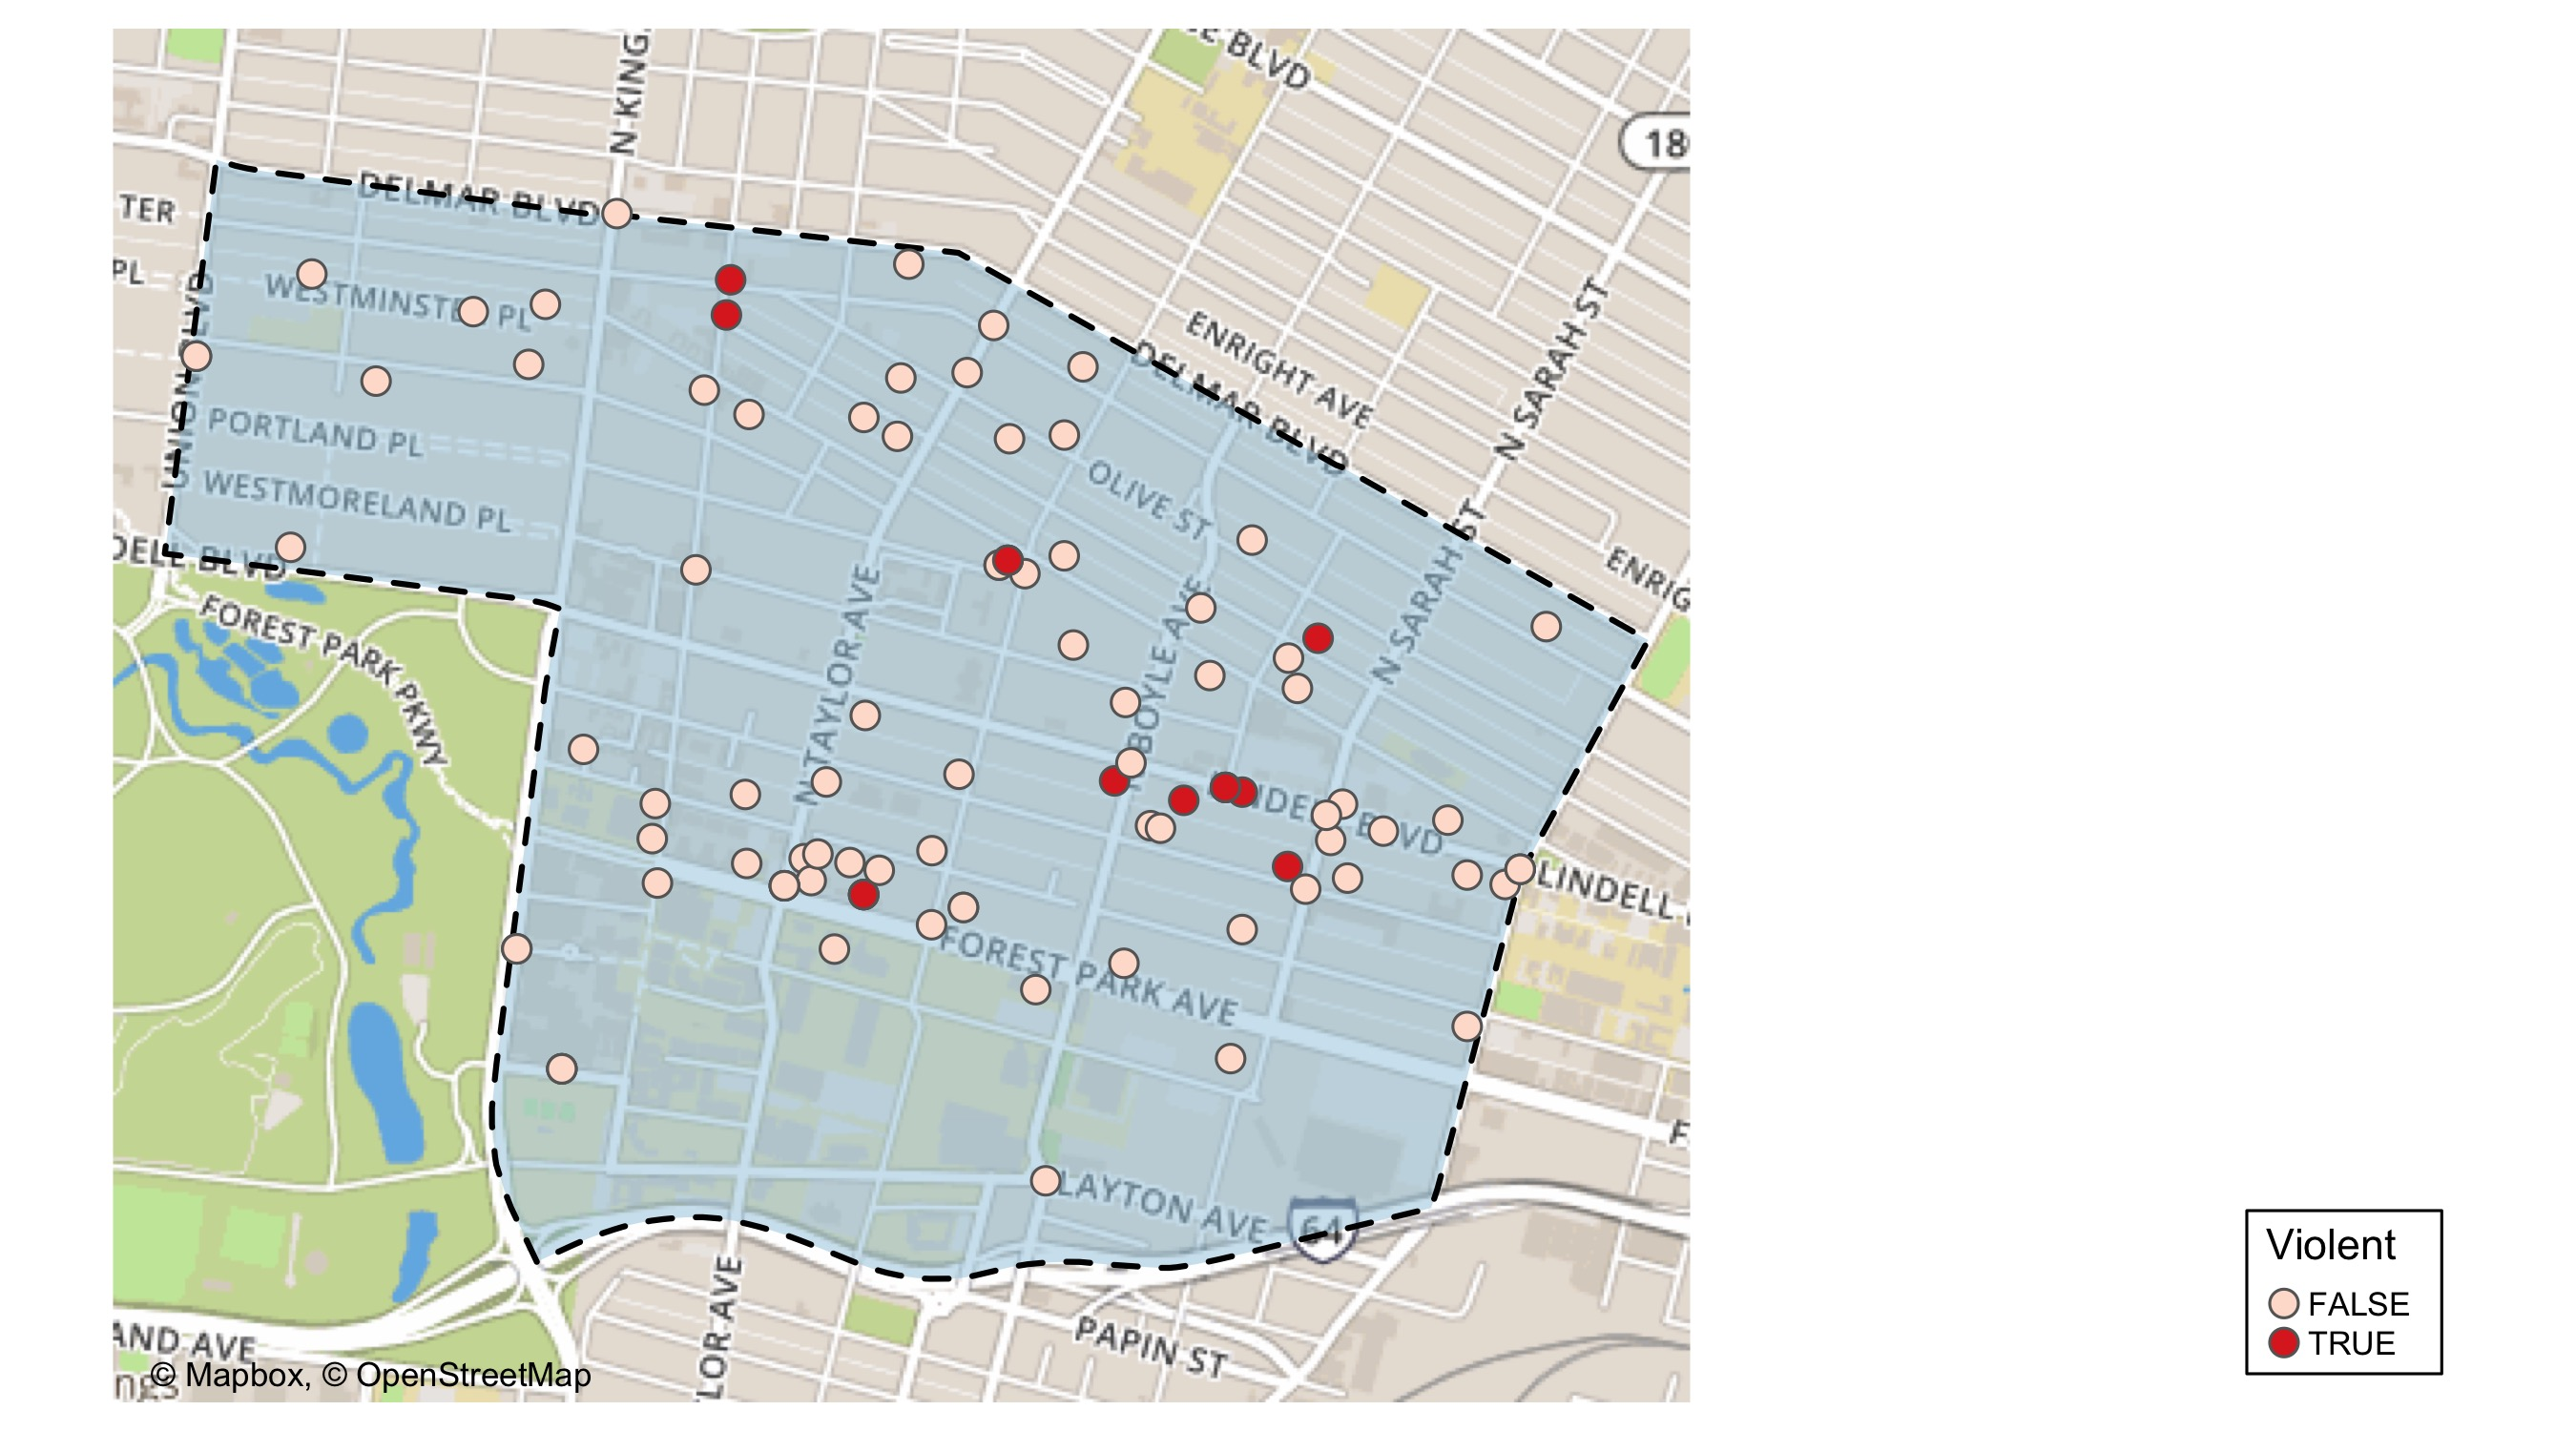 BLVD
N KING
18
DELMAR BLVD
TER
PL
WESTMINSTE PL
ENRIGHT AVE
N SARAH ST
DELMAR BLVD
PORTLAND PL
OLIVE ST
WESTMORELAND PL
N SARAH ST
ENRIG
BLVD
FOREST PARK PKWY
N TAYLOR AVE
BOYLE AVE
LINDELL
FOREST PARK AVE
F
LAYTON AVE
64
Violent
FALSE
TRUE
PAPIN ST
LOR AVE
AND AVE
© Mapbox, © OpenStreetMap